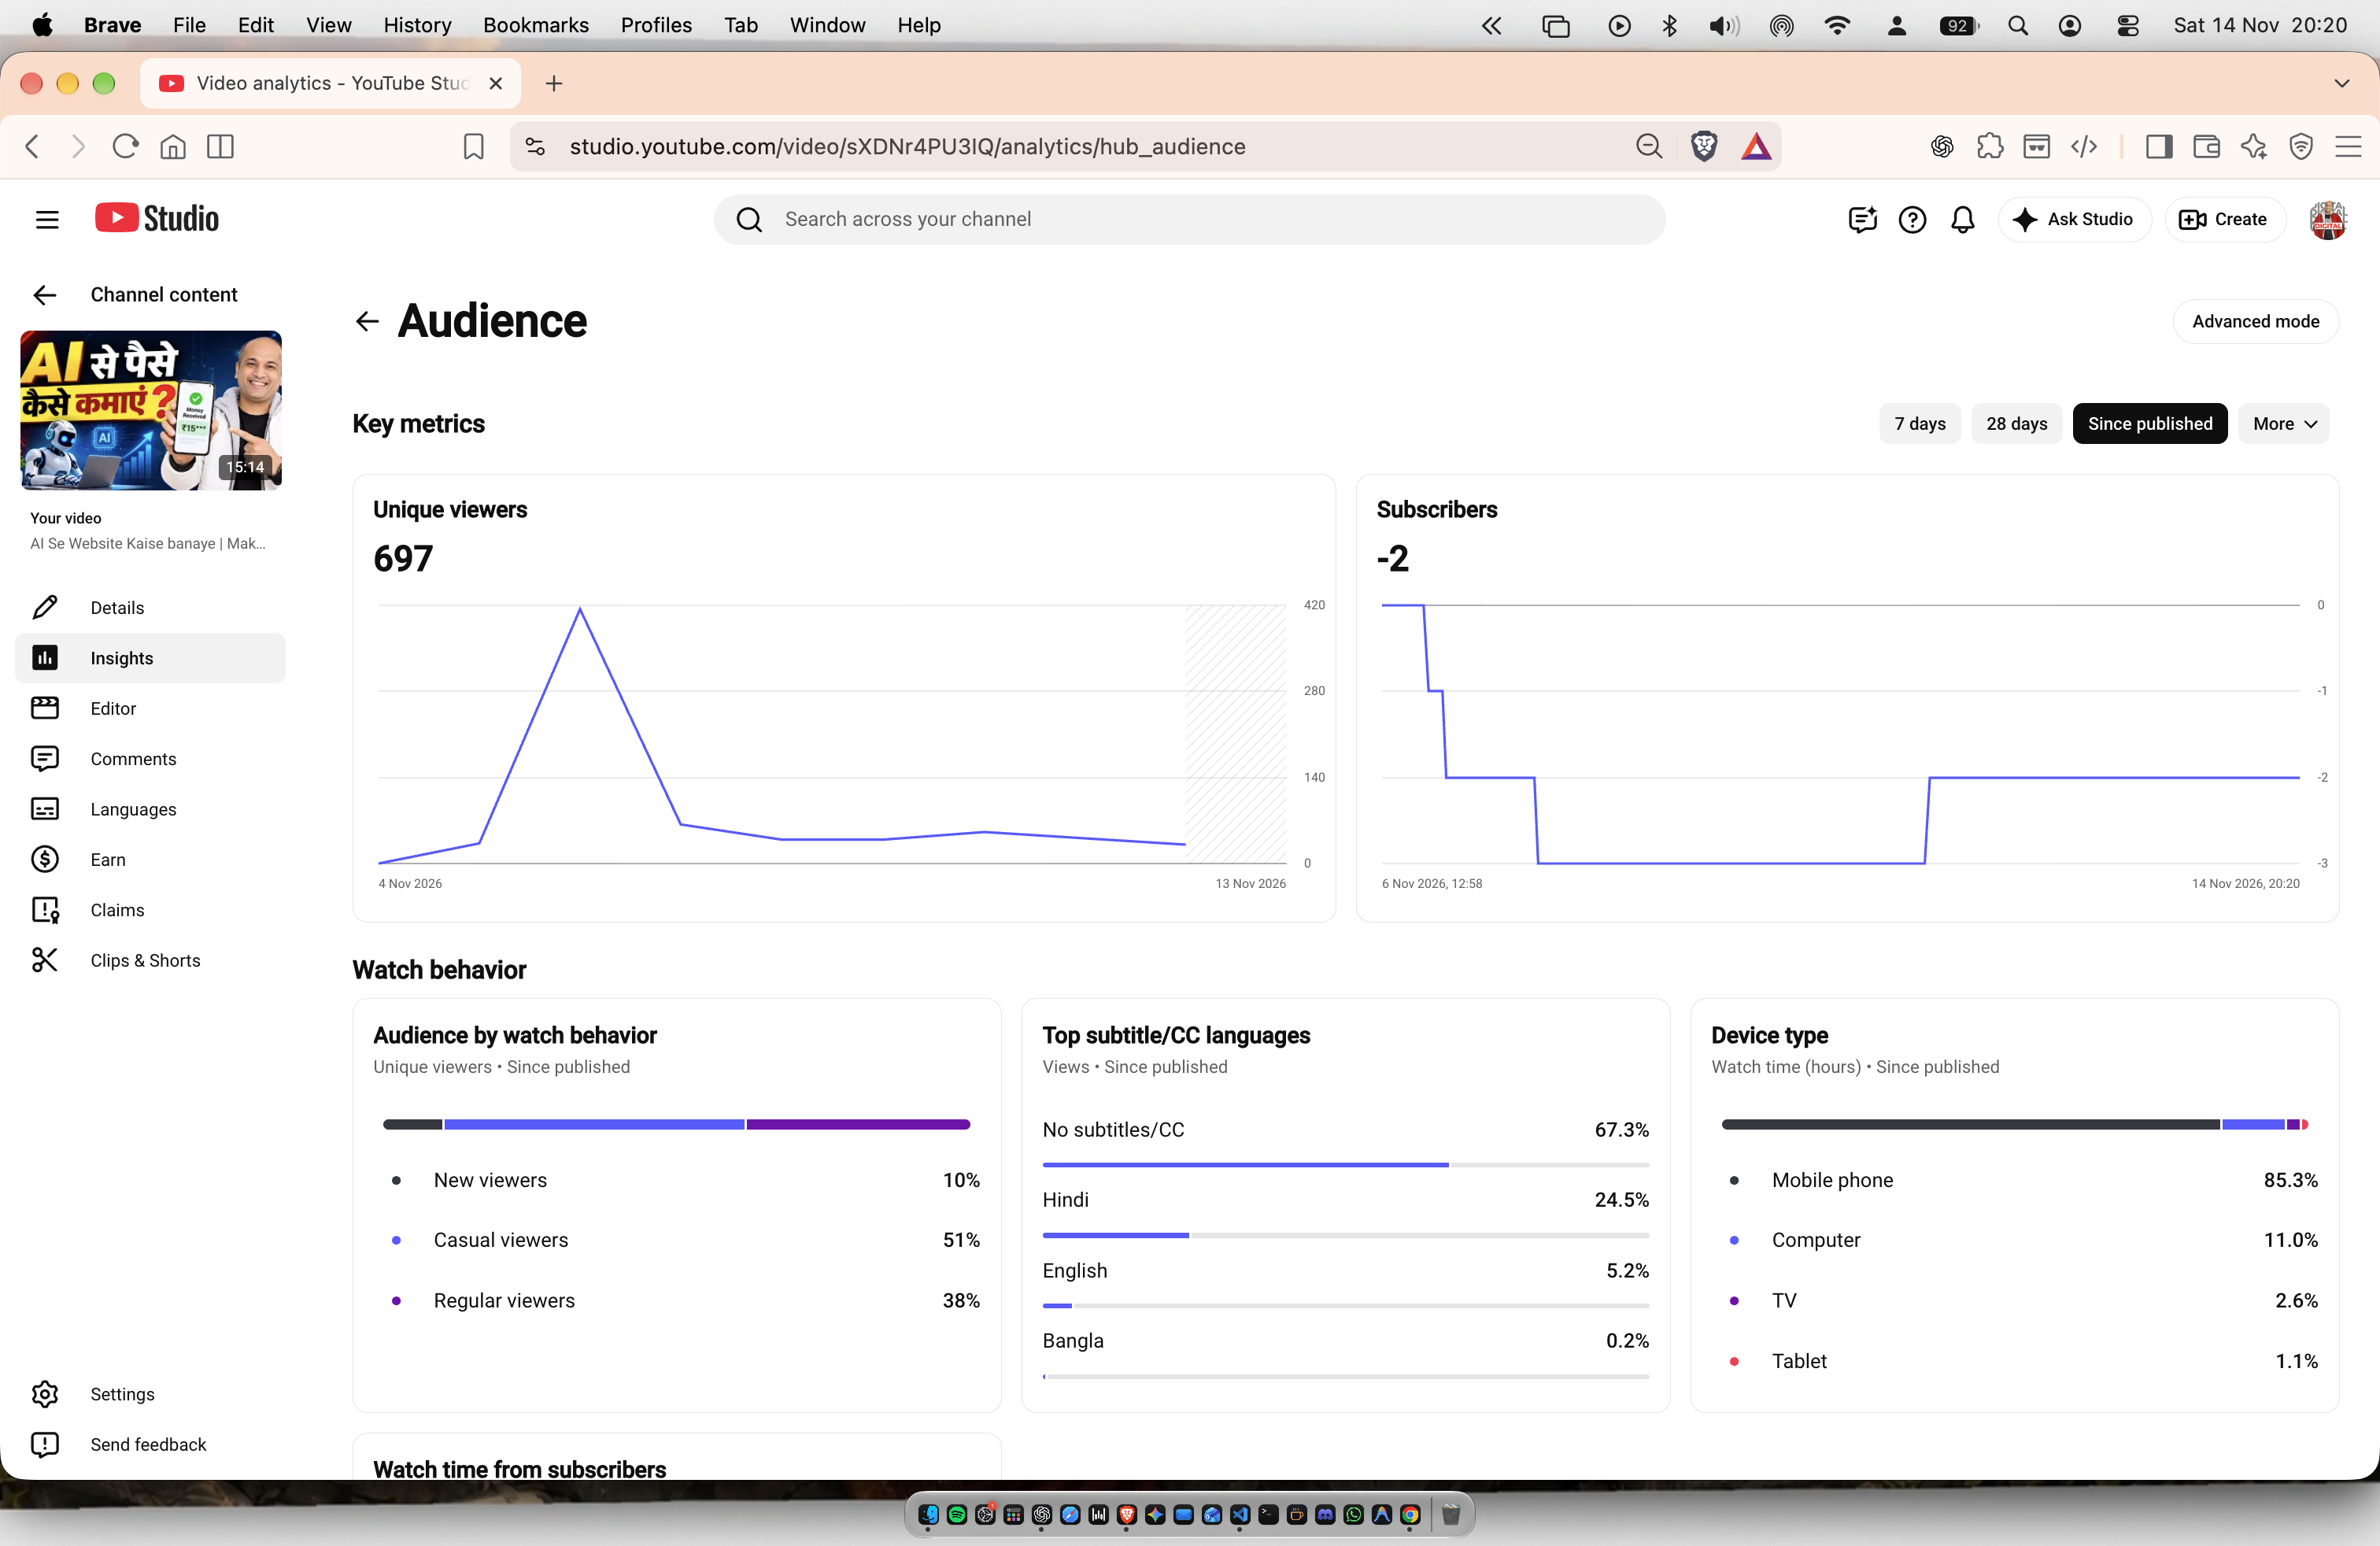 Brave File Edit View History Bookmarks Profiles Tab Window Help 92 Sat 14 Nov 20:20
Video analytics - YouTube Stu
studio.youtube.com/video/sXDNr4PU3IQ/analytics/hub_audience
Studio
Search across your channel
Ask Studio
Create
Channel content
AI से पैसे
कैसे कमाएं ?
Money
Received
₹15***
AI
15:14
Your video
AI Se Website Kaise banaye | Mak...
Details
Insights
Editor
Comments
Languages
Earn
Claims
Clips & Shorts
Settings
Send feedback
Audience
Advanced mode
Key metrics
7 days 28 days Since published More
Unique viewers
697
420
280
140
0
4 Nov 2026 13 Nov 2026
Subscribers
-2
0
-1
-2
-3
6 Nov 2026, 12:58 14 Nov 2026, 20:20
Watch behavior
Audience by watch behavior
Unique viewers • Since published
New viewers 10%
Casual viewers 51%
Regular viewers 38%
Top subtitle/CC languages
Views • Since published
No subtitles/CC 67.3%
Hindi 24.5%
English 5.2%
Bangla 0.2%
Device type
Watch time (hours) • Since published
Mobile phone 85.3%
Computer 11.0%
TV 2.6%
Tablet 1.1%
Watch time from subscribers